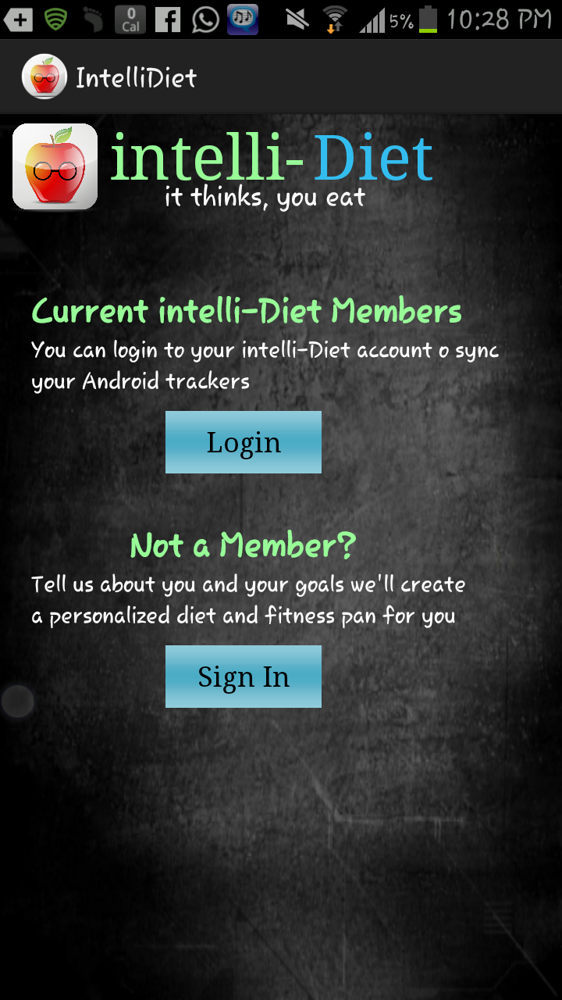 0
Cal
5%
10:28 PM
IntelliDiet
intelli-Diet
it thinks, you eat
Current intelli-Diet Members
You can login to your intelli-Diet account o sync
your Android trackers
Login
Not a Member?
Tell us about you and your goals we'll create
a personalized diet and fitness pan for you
Sign In